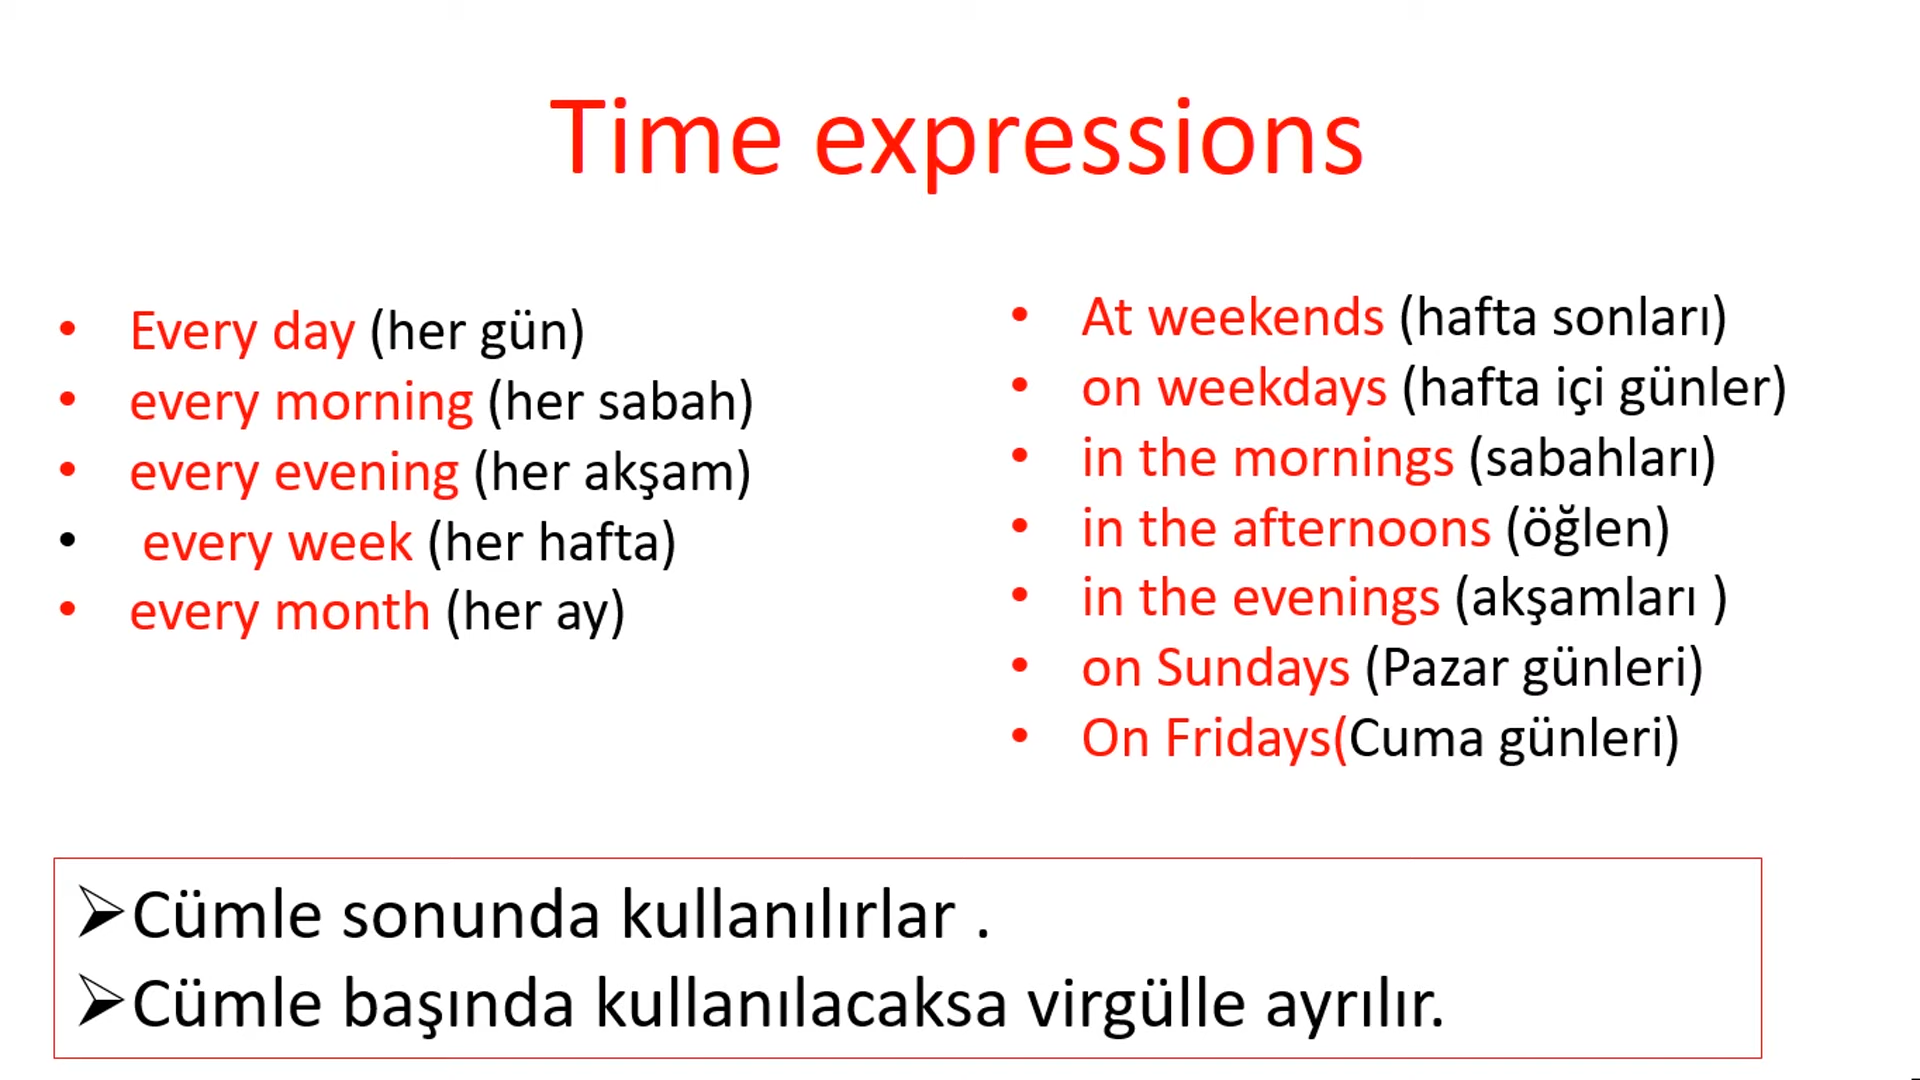 Time expressions
• Every day (her gün)
• every morning (her sabah)
• every evening (her akşam)
• every week (her hafta)
• every month (her ay)
• At weekends (hafta sonları)
• on weekdays (hafta içi günler)
• in the mornings (sabahları)
• in the afternoons (öğlen)
• in the evenings (akşamları )
• on Sundays (Pazar günleri)
• On Fridays(Cuma günleri)
➢Cümle sonunda kullanılırlar .
➢Cümle başında kullanılacaksa virgülle ayrılır.